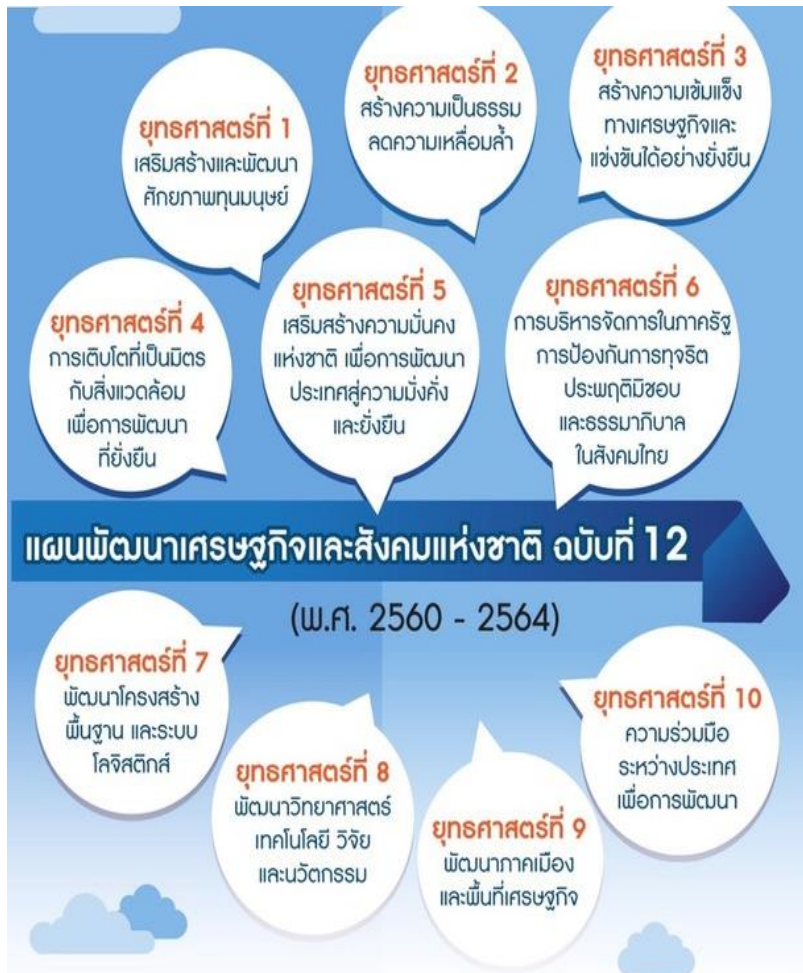 ยุทธศาสตร์ที่ 1
เสริมสร้างและพัฒนา
ศักยภาพทุนมนุษย์
ยุทธศาสตร์ที่ 2
สร้างความเป็นธรรม
ลดความเหลื่อมล้ำ
ยุทธศาสตร์ที่ 3
สร้างความเข้มแข็ง
ทางเศรษฐกิจและ
แข่งขันได้อย่างยั่งยืน
ยุทธศาสตร์ที่ 4
การเติบโตที่เป็นมิตร
กับสิ่งแวดล้อม
เพื่อการพัฒนา
ที่ยั่งยืน
ยุทธศาสตร์ที่ 5
เสริมสร้างความมั่นคง
แห่งชาติ เพื่อการพัฒนา
ประเทศสู่ความมั่งคั่ง
และยั่งยืน
ยุทธศาสตร์ที่ 6
การบริหารจัดการในภาครัฐ
การป้องกันการทุจริต
ประพฤติมิชอบ
และธรรมาภิบาล
ในสังคมไทย
แผนพัฒนาเศรษฐกิจและสังคมแห่งชาติ ฉบับที่ 12
(พ.ศ. 2560 - 2564)
ยุทธศาสตร์ที่ 7
พัฒนาโครงสร้าง
พื้นฐาน และระบบ
โลจิสติกส์
ยุทธศาสตร์ที่ 8
พัฒนาวิทยาศาสตร์
เทคโนโลยี วิจัย
และนวัตกรรม
ยุทธศาสตร์ที่ 9
พัฒนาภาคเมือง
และพื้นที่เศรษฐกิจ
ยุทธศาสตร์ที่ 10
ความร่วมมือ
ระหว่างประเทศ
เพื่อการพัฒนา